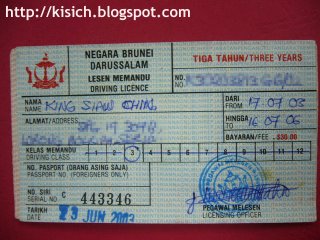 http://kisich.blogspot.com
NEGARA BRUNEI
DARUSSALAM
LESEN MEMANDU
DRIVING LICENCE
TIGA TAHUN/THREE YEARS
NO.
NO.
NAMA
NAME
KING SIAW CHIN
DARI
FROM 17 07 03
ALAMAT/ADDRESS
HINGGA
TO 16 07 06
BAYARAN/FEE $30.00
KELAS MEMANDU
DRIVING CLASS
1 2 3 4 5 6 7 8 9 10 11 12
NO. PASPORT (ORANG ASING SAJA)
PASSPORT NO. (FOREIGNERS ONLY)
NO. SIRI
SERIAL NO. C 443346
TARIKH
DATE 23 JUN 2003
PEGAWAI MELESEN
LICENSING OFFICER